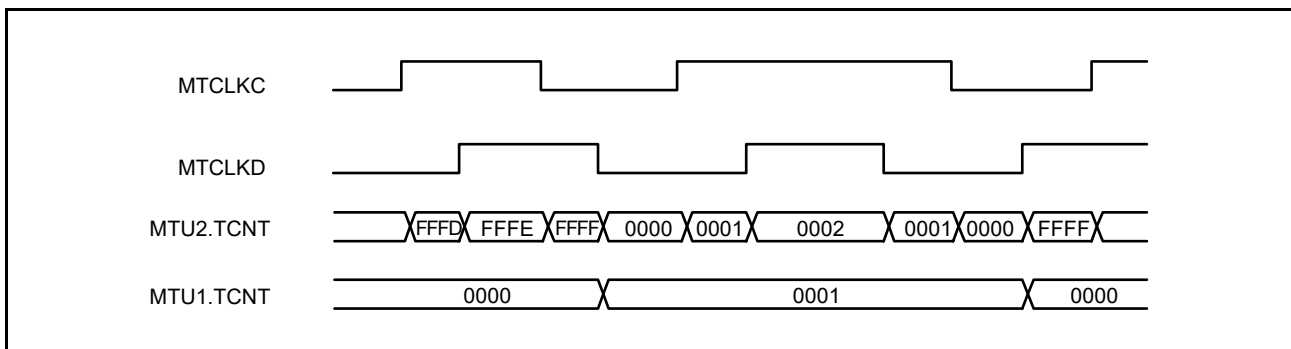 MTCLKC
MTCLKD
MTU2.TCNT FFFD FFFE FFFF 0000 0001 0002 0001 0000 FFFF
MTU1.TCNT 0000 0001 0000